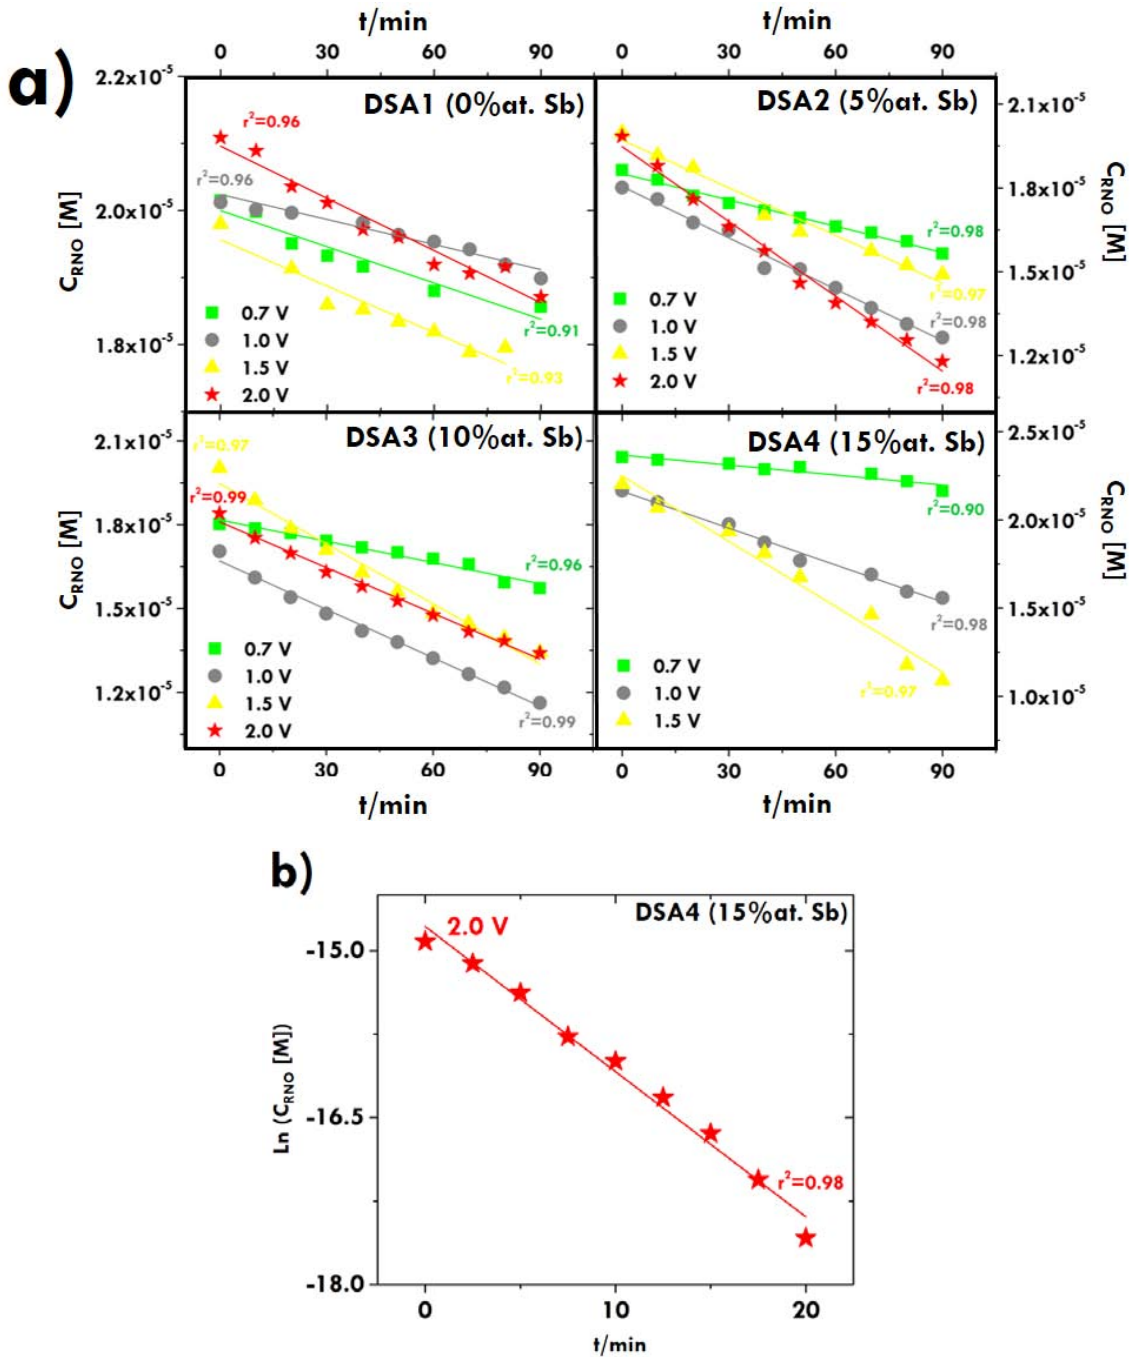 a)
t/min
t/min
0 30 60 90
0 30 60 90
DSA1 (0%at. Sb)
DSA2 (5%at. Sb)
2.2x10⁻⁵
2.0x10⁻⁵
1.8x10⁻⁵
C_RNO [M]
r²=0.96
r²=0.96
r²=0.91
r²=0.93
0.7 V
1.0 V
1.5 V
2.0 V
2.1x10⁻⁵
1.8x10⁻⁵
1.5x10⁻⁵
1.2x10⁻⁵
C_RNO [M]
r²=0.98
r²=0.97
r²=0.98
r²=0.98
0.7 V
1.0 V
1.5 V
2.0 V
DSA3 (10%at. Sb)
DSA4 (15%at. Sb)
2.1x10⁻⁵
1.8x10⁻⁵
1.5x10⁻⁵
1.2x10⁻⁵
C_RNO [M]
r²=0.97
r²=0.99
r²=0.96
r²=0.99
0.7 V
1.0 V
1.5 V
2.0 V
2.5x10⁻⁵
2.0x10⁻⁵
1.5x10⁻⁵
1.0x10⁻⁵
C_RNO [M]
r²=0.90
r²=0.98
r²=0.97
0.7 V
1.0 V
1.5 V
0 30 60 90
0 30 60 90
t/min
t/min
b)
DSA4 (15%at. Sb)
2.0 V
-15.0
-16.5
-18.0
Ln (C_RNO [M])
r²=0.98
0 10 20
t/min